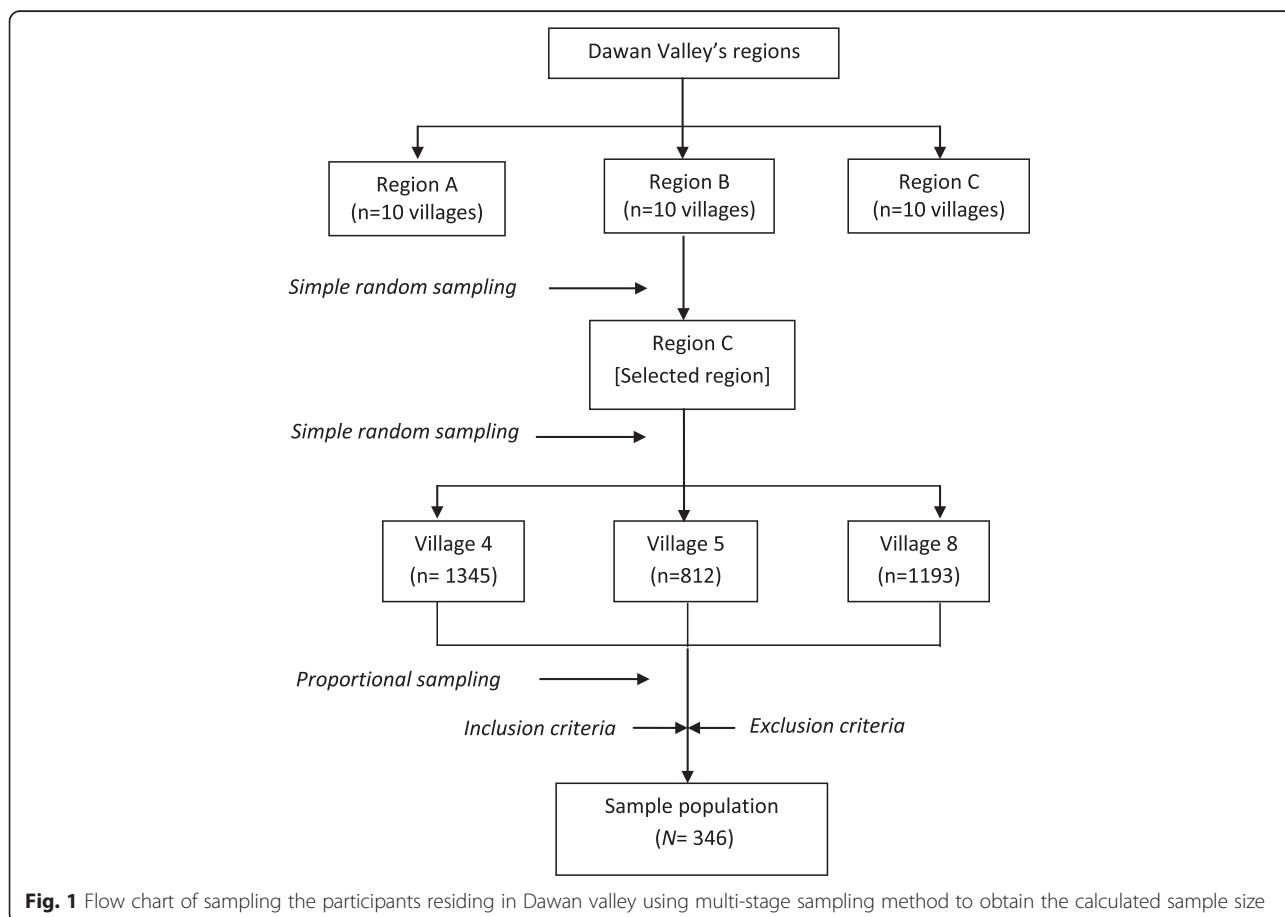 Dawan Valley's regions
Region A
(n=10 villages)
Region B
(n=10 villages)
Region C
(n=10 villages)
Simple random sampling
Region C
[Selected region]
Simple random sampling
Village 4
(n= 1345)
Village 5
(n=812)
Village 8
(n=1193)
Proportional sampling
Inclusion criteria
Exclusion criteria
Sample population
(N= 346)
Fig. 1 Flow chart of sampling the participants residing in Dawan valley using multi-stage sampling method to obtain the calculated sample size